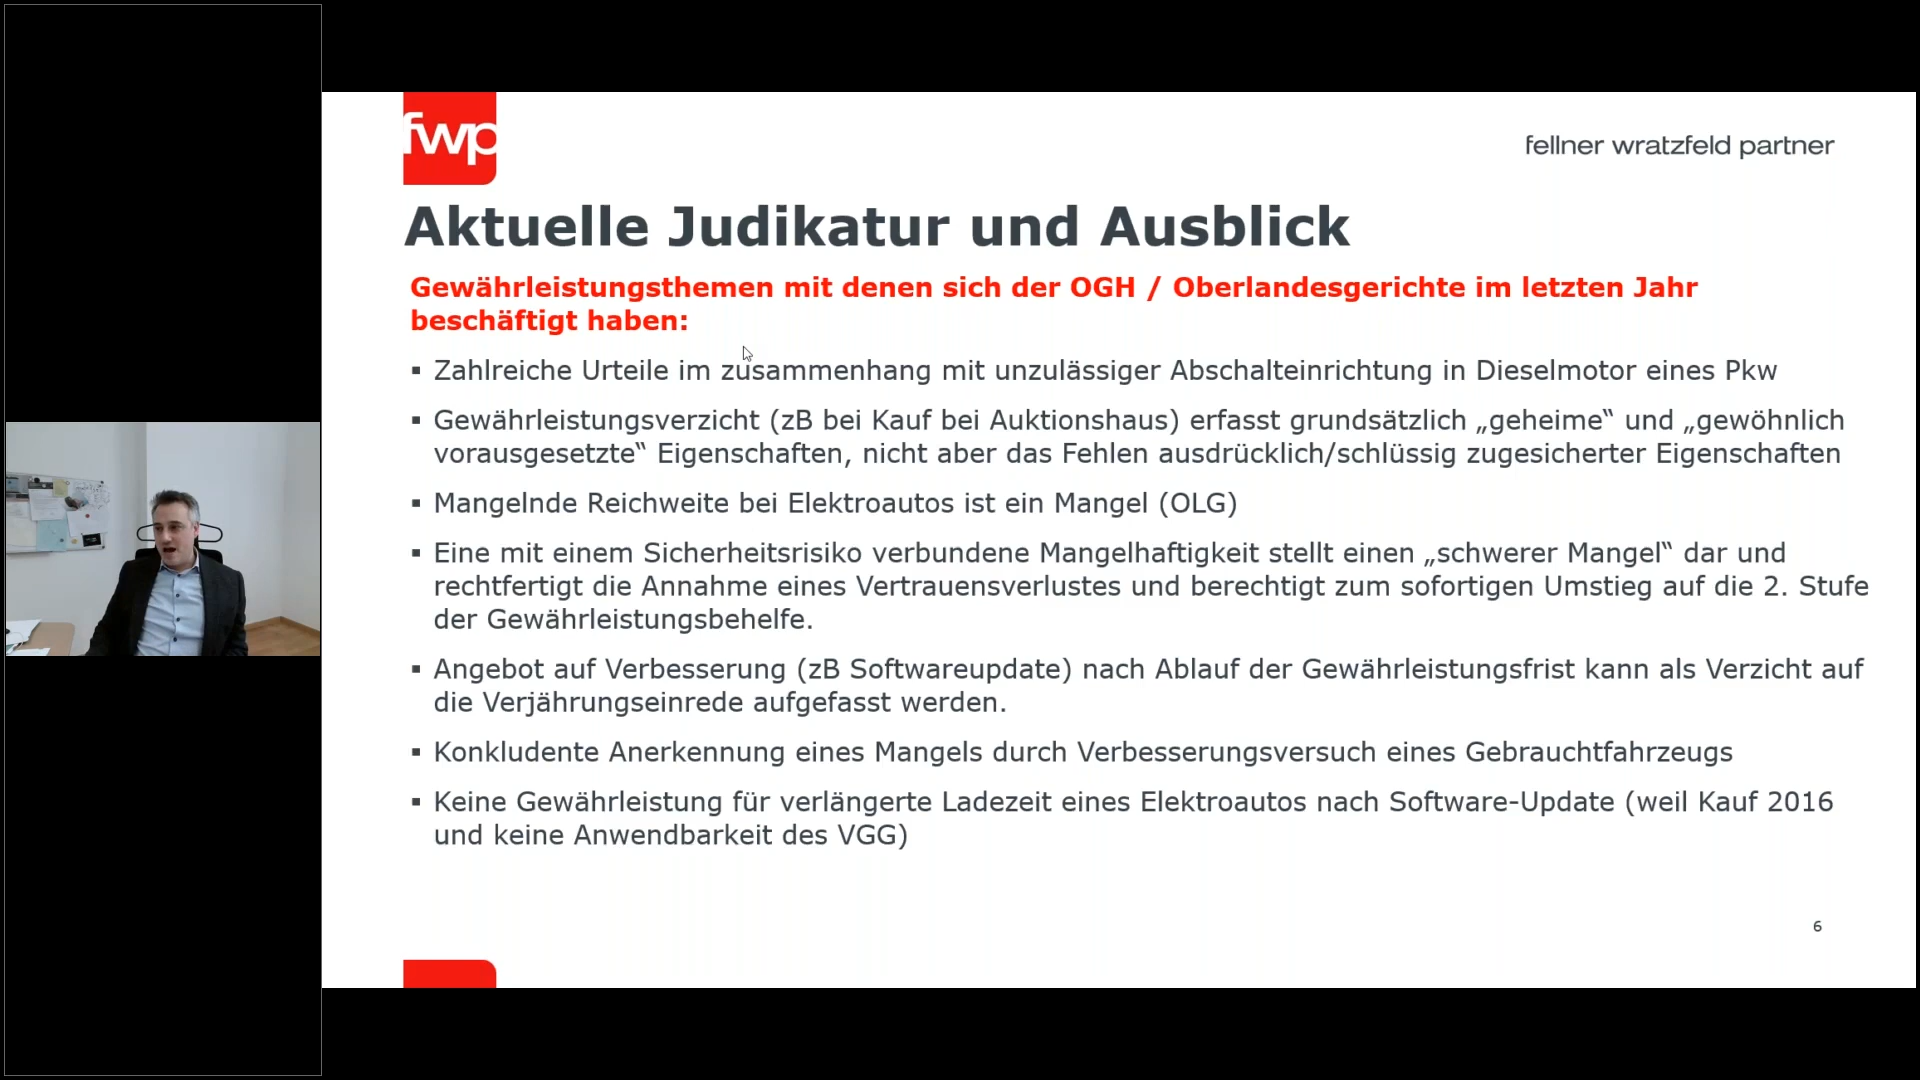 fwp
fellner wratzfeld partner
Aktuelle Judikatur und Ausblick
Gewährleistungsthemen mit denen sich der OGH / Oberlandesgerichte im letzten Jahr
beschäftigt haben:
▪ Zahlreiche Urteile im zusammenhang mit unzulässiger Abschalteinrichtung in Dieselmotor eines Pkw
▪ Gewährleistungsverzicht (zB bei Kauf bei Auktionshaus) erfasst grundsätzlich „geheime“ und „gewöhnlich
vorausgesetzte“ Eigenschaften, nicht aber das Fehlen ausdrücklich/schlüssig zugesicherter Eigenschaften
▪ Mangelnde Reichweite bei Elektroautos ist ein Mangel (OLG)
▪ Eine mit einem Sicherheitsrisiko verbundene Mangelhaftigkeit stellt einen „schwerer Mangel“ dar und
rechtfertigt die Annahme eines Vertrauensverlustes und berechtigt zum sofortigen Umstieg auf die 2. Stufe
der Gewährleistungsbehelfe.
▪ Angebot auf Verbesserung (zB Softwareupdate) nach Ablauf der Gewährleistungsfrist kann als Verzicht auf
die Verjährungseinrede aufgefasst werden.
▪ Konkludente Anerkennung eines Mangels durch Verbesserungsversuch eines Gebrauchtfahrzeugs
▪ Keine Gewährleistung für verlängerte Ladezeit eines Elektroautos nach Software-Update (weil Kauf 2016
und keine Anwendbarkeit des VGG)
6